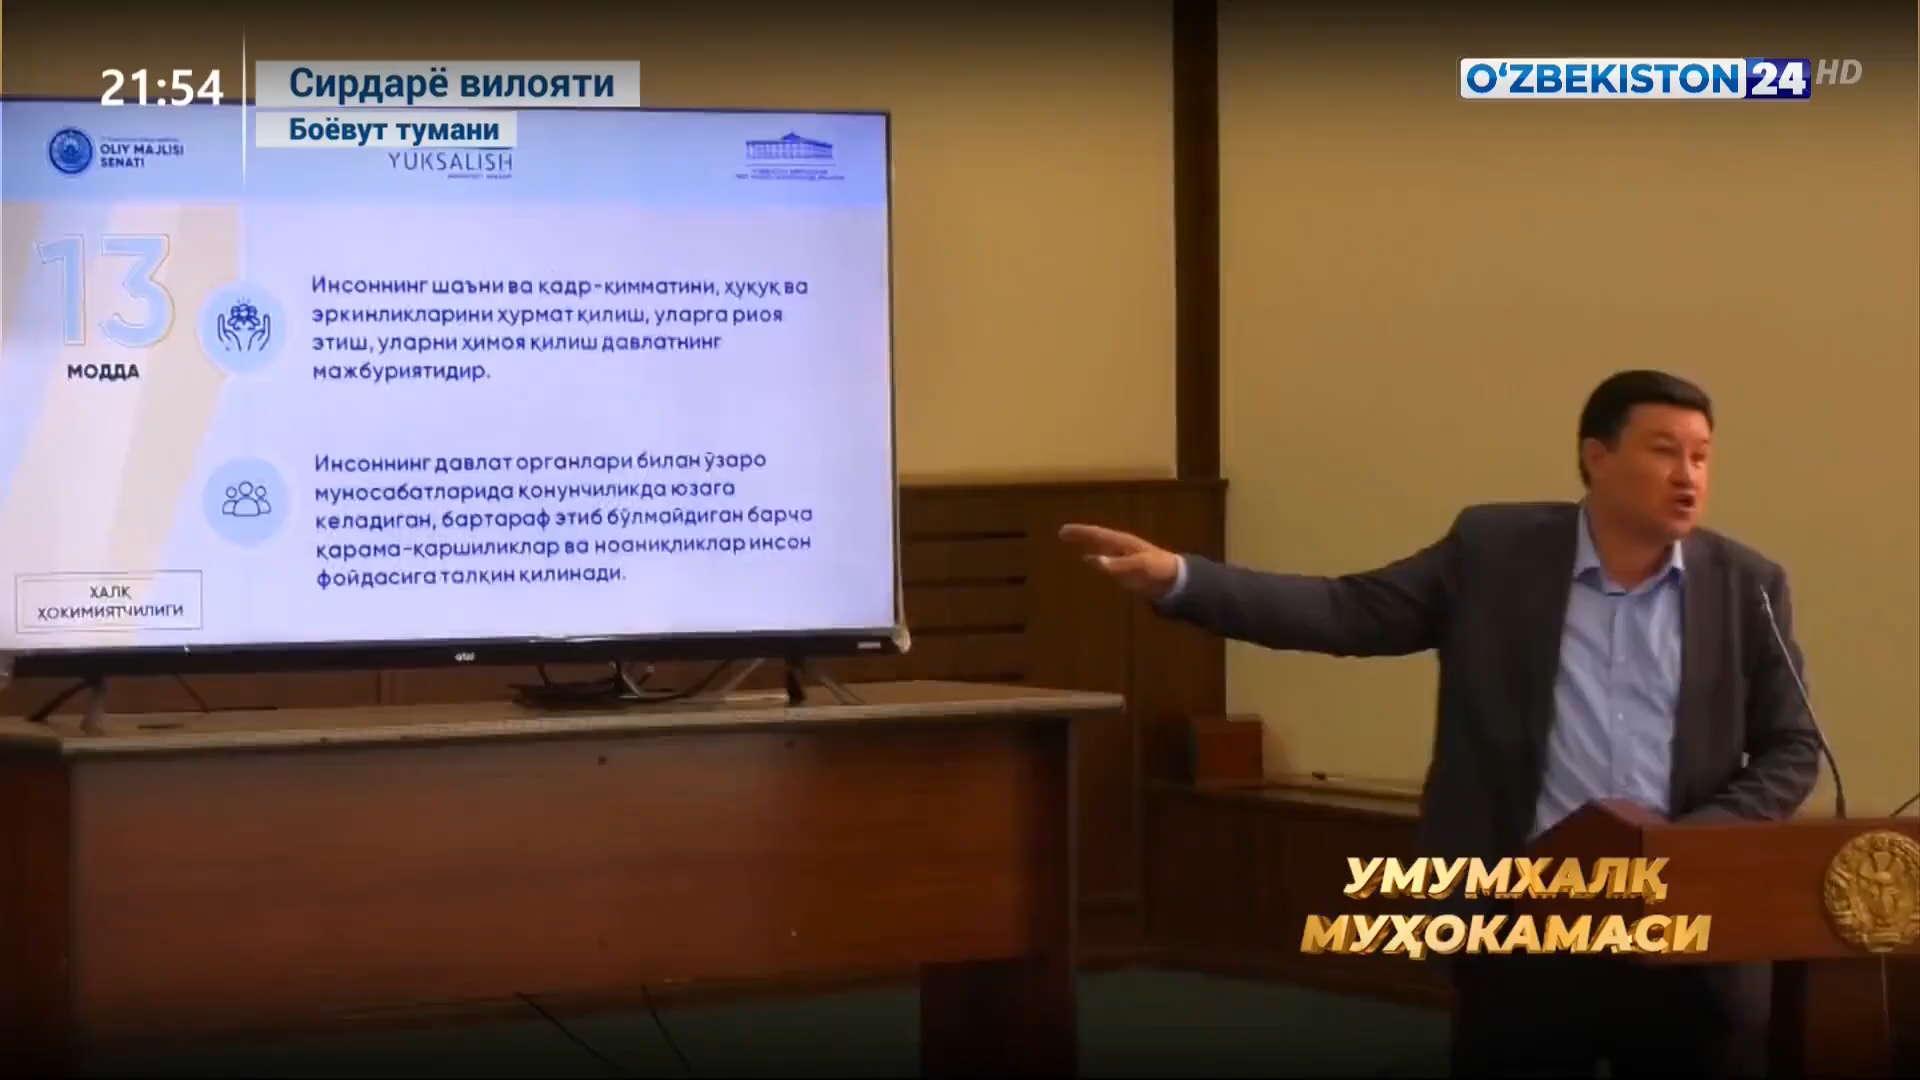 21:54
Сирдарё вилояти
Боёвут тумани
O‘ZBEKISTON 24 HD
OLIY MAJLISI
SENATI
YUKSALISH
13
МОДДА
Инсоннинг шаъни ва қадр-қимматини, ҳуқуқ ва
эркинликларини ҳурмат қилиш, уларга риоя
этиш, уларни ҳимоя қилиш давлатнинг
мажбуриятидир.
Инсоннинг давлат органлари билан ўзаро
муносабатларида қонунчиликда юзага
келадиган, бартараф этиб бўлмайдиган барча
қарама-қаршиликлар ва ноаниқликлар инсон
фойдасига талқин қилинади.
ХАЛҚ
ҲОКИМИЯТЧИЛИГИ
artel
УМУМХАЛҚ
МУҲОКАМАСИ